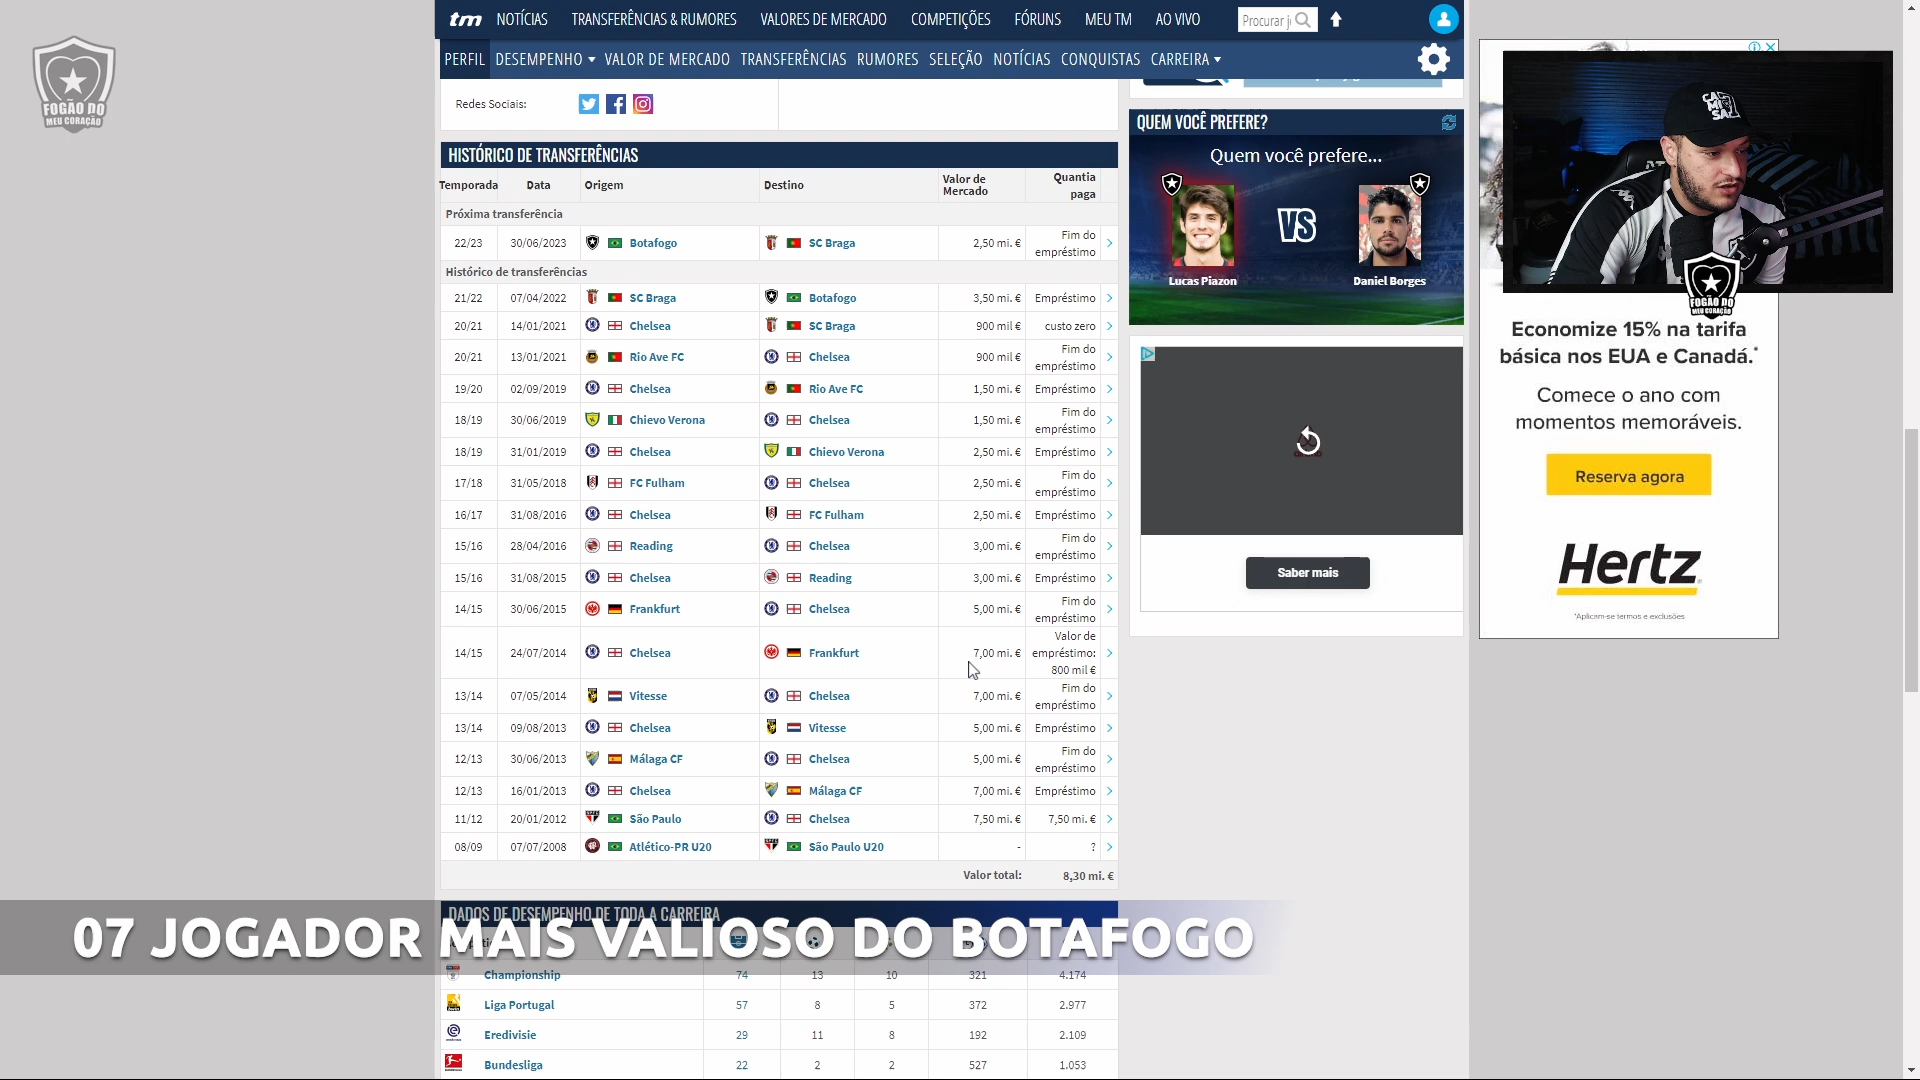 tm NOTÍCIAS TRANSFERÊNCIAS & RUMORES VALORES DE MERCADO COMPETIÇÕES FÓRUNS MEU TM AO VIVO Procurar j
PERFIL DESEMPENHO VALOR DE MERCADO TRANSFERÊNCIAS RUMORES SELEÇÃO NOTÍCIAS CONQUISTAS CARREIRA
FOGÃO DO
MEU CORAÇÃO
Redes Sociais:
HISTÓRICO DE TRANSFERÊNCIAS
Temporada Data Origem Destino Valor de Mercado Quantia paga
Próxima transferência
22/23 30/06/2023 Botafogo SC Braga 2,50 mi. € Fim do empréstimo
Histórico de transferências
21/22 07/04/2022 SC Braga Botafogo 3,50 mi. € Empréstimo
20/21 14/01/2021 Chelsea SC Braga 900 mil € custo zero
20/21 13/01/2021 Rio Ave FC Chelsea 900 mil € Fim do empréstimo
19/20 02/09/2019 Chelsea Rio Ave FC 1,50 mi. € Empréstimo
18/19 30/06/2019 Chievo Verona Chelsea 1,50 mi. € Fim do empréstimo
18/19 31/01/2019 Chelsea Chievo Verona 2,50 mi. € Empréstimo
17/18 31/05/2018 FC Fulham Chelsea 2,50 mi. € Fim do empréstimo
16/17 31/08/2016 Chelsea FC Fulham 2,50 mi. € Empréstimo
15/16 28/04/2016 Reading Chelsea 3,00 mi. € Fim do empréstimo
15/16 31/08/2015 Chelsea Reading 3,00 mi. € Empréstimo
14/15 30/06/2015 Frankfurt Chelsea 5,00 mi. € Fim do empréstimo
14/15 24/07/2014 Chelsea Frankfurt 7,00 mi. € Valor de empréstimo: 800 mil €
13/14 07/05/2014 Vitesse Chelsea 7,00 mi. € Fim do empréstimo
13/14 09/08/2013 Chelsea Vitesse 5,00 mi. € Empréstimo
12/13 30/06/2013 Málaga CF Chelsea 5,00 mi. € Fim do empréstimo
12/13 16/01/2013 Chelsea Málaga CF 7,00 mi. € Empréstimo
11/12 20/01/2012 São Paulo Chelsea 7,50 mi. € 7,50 mi. €
08/09 07/07/2008 Atlético-PR U20 São Paulo U20 - ?
Valor total: 8,30 mi. €
DADOS DE DESEMPENHO DE TODA A CARREIRA
07 JOGADOR MAIS VALIOSO DO BOTAFOGO
Championship 74 13 10 321 4.174
Liga Portugal 57 8 5 372 2.977
Eredivisie 29 11 8 192 2.109
Bundesliga 22 2 2 527 1.053
QUEM VOCÊ PREFERE?
Quem você prefere...
VS
Lucas Piazon Daniel Borges
Saber mais
CA
MI
SA
FOGÃO DO
MEU CORAÇÃO
Economize 15% na tarifa
básica nos EUA e Canadá.*
Comece o ano com
momentos memoráveis.
Reserva agora
Hertz
*Aplicam-se termos e exclusões